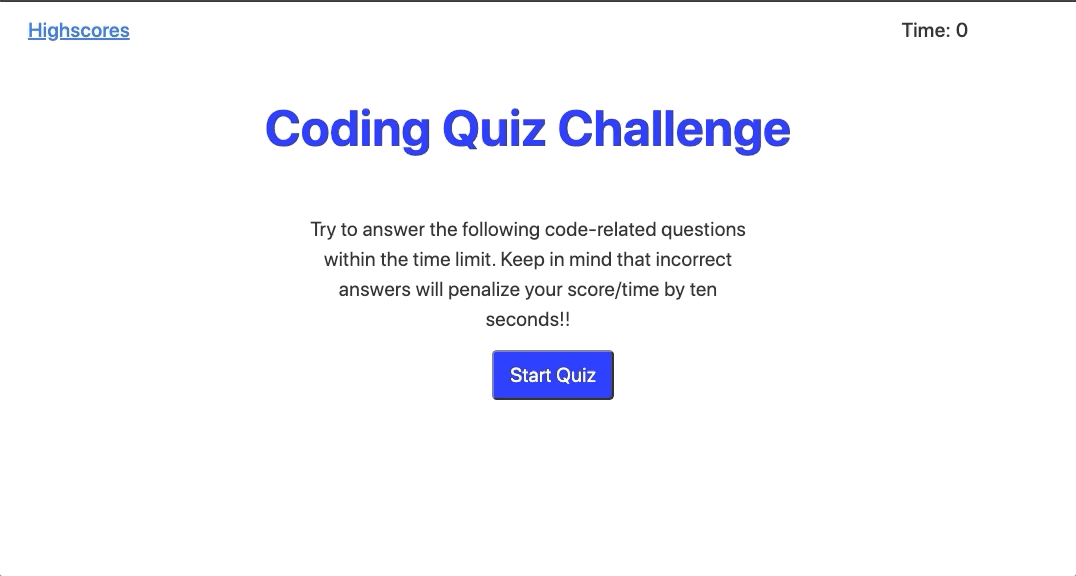 Highscores
Time: 0
Coding Quiz Challenge
Try to answer the following code-related questions
within the time limit. Keep in mind that incorrect
answers will penalize your score/time by ten
seconds!!
Start Quiz